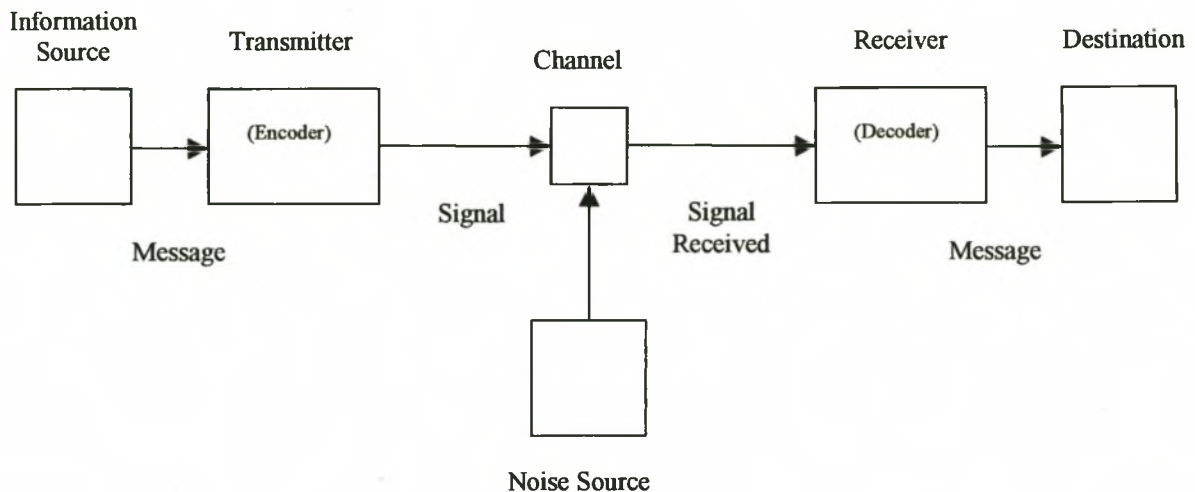 Information
Source
Transmitter
Channel
Receiver
Destination
(Encoder)
(Decoder)
Message
Signal
Signal
Received
Message
Noise Source